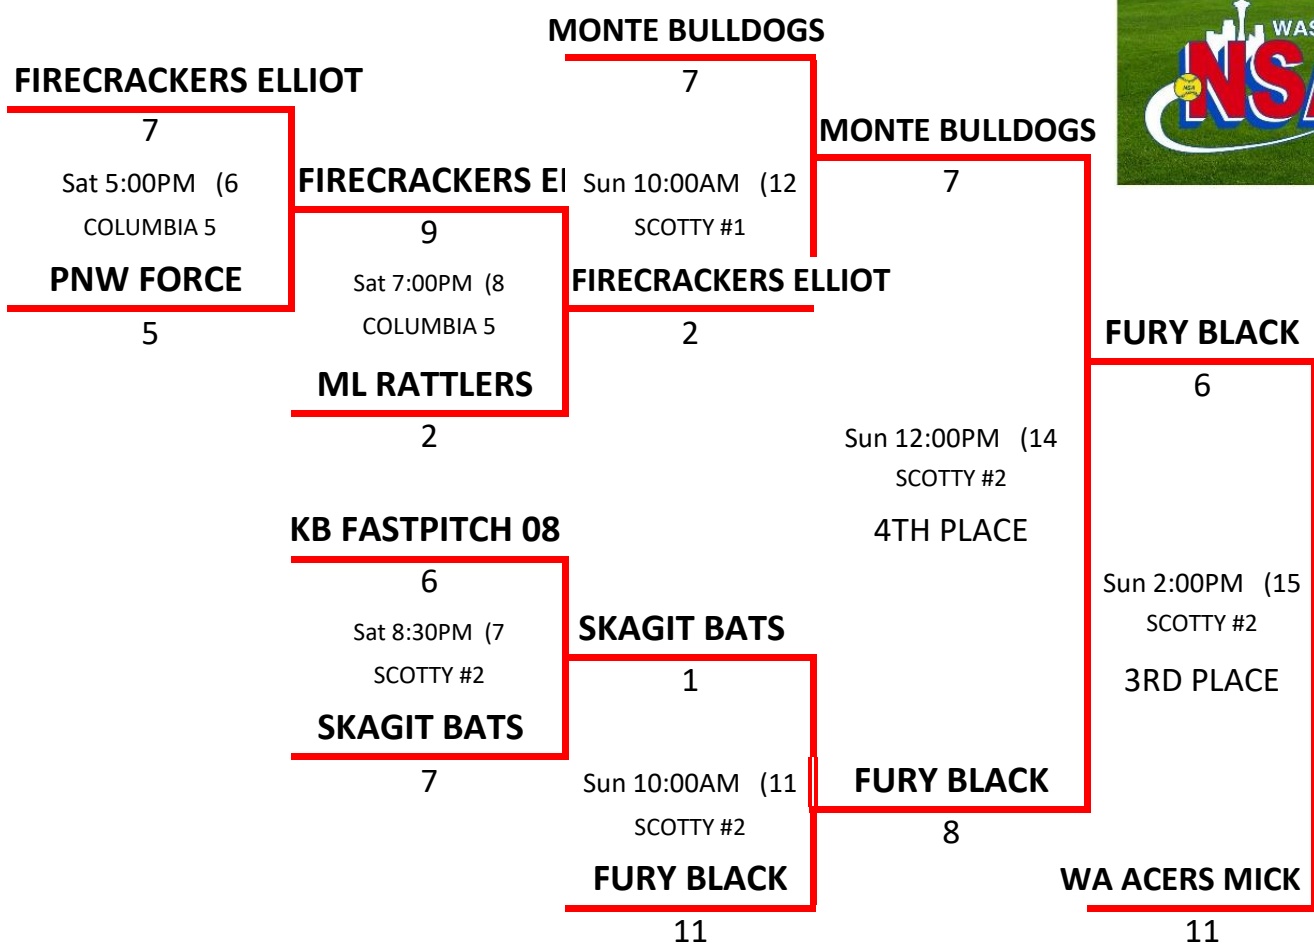 MONTE BULLDOGS
7
FIRECRACKERS ELLIOT
7
Sat 5:00PM (6
COLUMBIA 5
PNW FORCE
5
FIRECRACKERS El
9
Sat 7:00PM (8
COLUMBIA 5
ML RATTLERS
2
Sun 10:00AM (12
SCOTTY #1
FIRECRACKERS ELLIOT
2
MONTE BULLDOGS
7
WAS
NSA
NSA
KB FASTPITCH 08
6
Sat 8:30PM (7
SCOTTY #2
SKAGIT BATS
7
SKAGIT BATS
1
Sun 10:00AM (11
SCOTTY #2
FURY BLACK
11
Sun 12:00PM (14
SCOTTY #2
4TH PLACE
FURY BLACK
8
FURY BLACK
6
Sun 2:00PM (15
SCOTTY #2
3RD PLACE
WA ACERS MICK
11